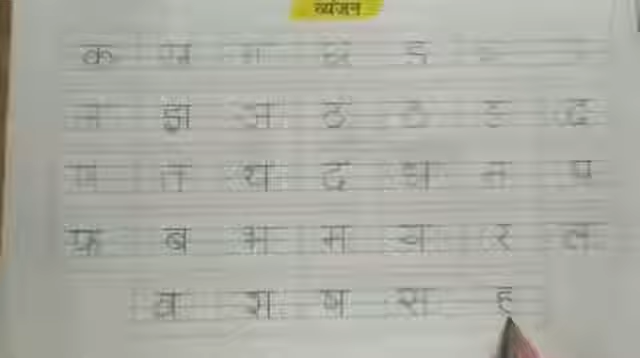 व्यंजन
क ख ग घ ङ
ज झ ञ ट ठ ड ढ
ण त थ द ध न प
फ ब भ म य र ल
व श ष स ह